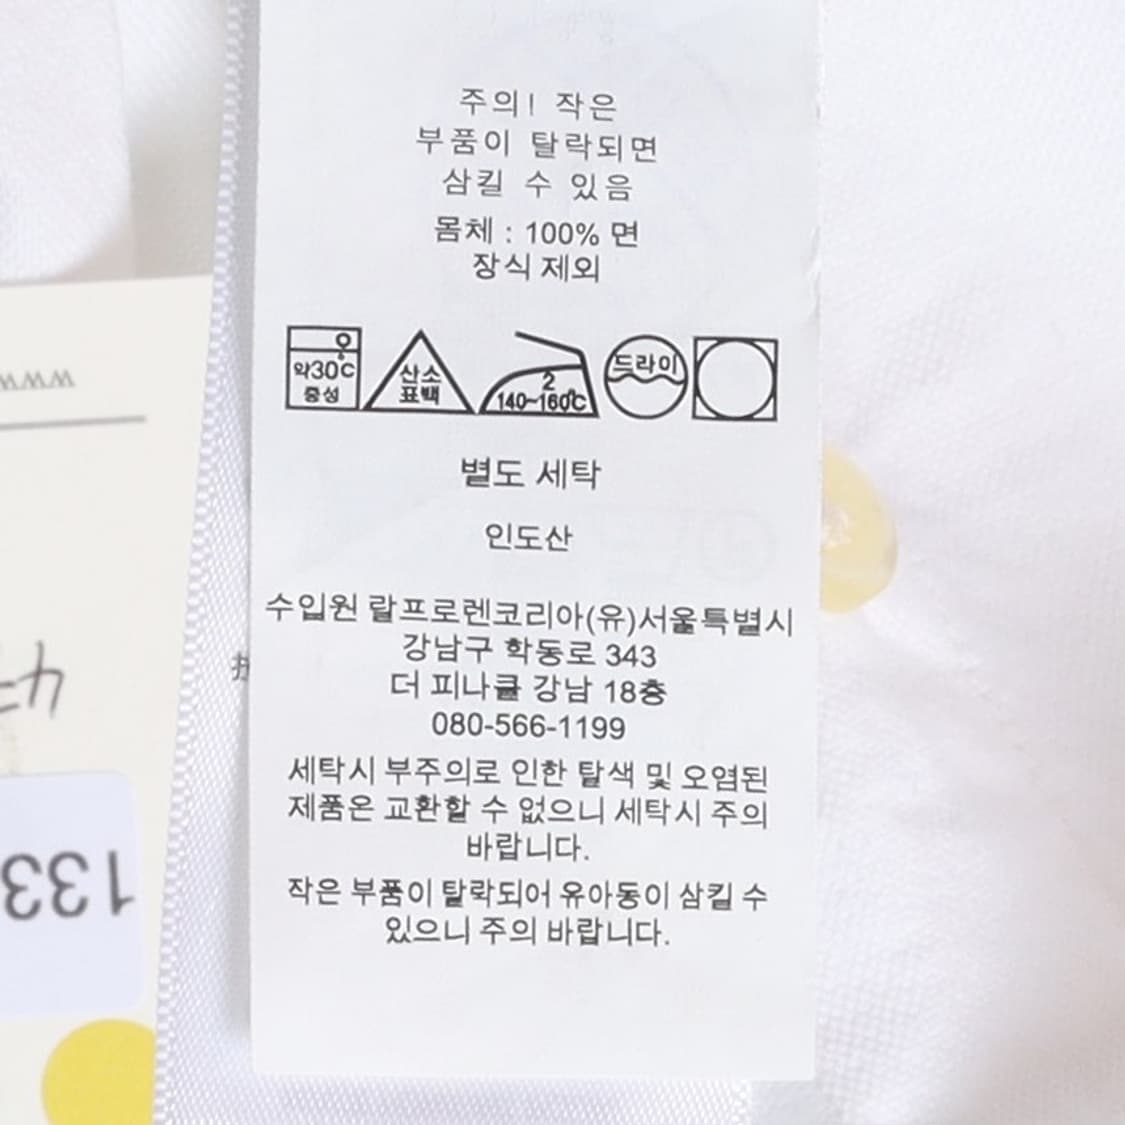 주의! 작은
부품이 탈락되면
삼킬 수 있음
몸체 : 100% 면
장식 제외
약30℃
중성
산소
표백
2
140~160℃
드라이
별도 세탁
인도산
수입원 랄프로렌코리아(유)서울특별시
강남구 학동로 343
더 피나클 강남 18층
080-566-1199
세탁시 부주의로 인한 탈색 및 오염된
제품은 교환할 수 없으니 세탁시 주의
바랍니다.
작은 부품이 탈락되어 유아동이 삼킬 수
있으니 주의 바랍니다.
www
133